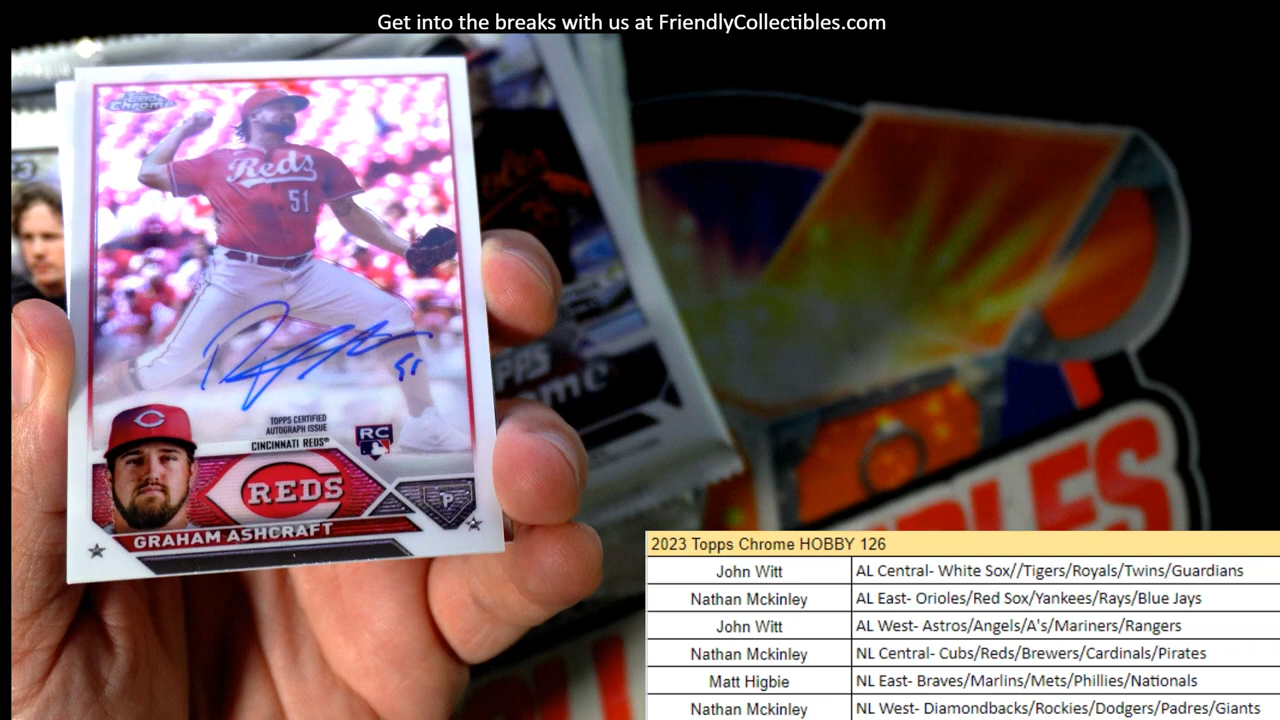 Get into the breaks with us at FriendlyCollectibles.com
Topps
Chrome
Reds
51
51
TOPPS CERTIFIED
AUTOGRAPH ISSUE
CINCINNATI REDS®
RC
REDS
P
GRAHAM ASHCRAFT
2023 Topps Chrome HOBBY 126
John Witt AL Central- White Sox//Tigers/Royals/Twins/Guardians
Nathan Mckinley AL East- Orioles/Red Sox/Yankees/Rays/Blue Jays
John Witt AL West- Astros/Angels/A's/Mariners/Rangers
Nathan Mckinley NL Central- Cubs/Reds/Brewers/Cardinals/Pirates
Matt Higbie NL East- Braves/Marlins/Mets/Phillies/Nationals
Nathan Mckinley NL West- Diamondbacks/Rockies/Dodgers/Padres/Giants